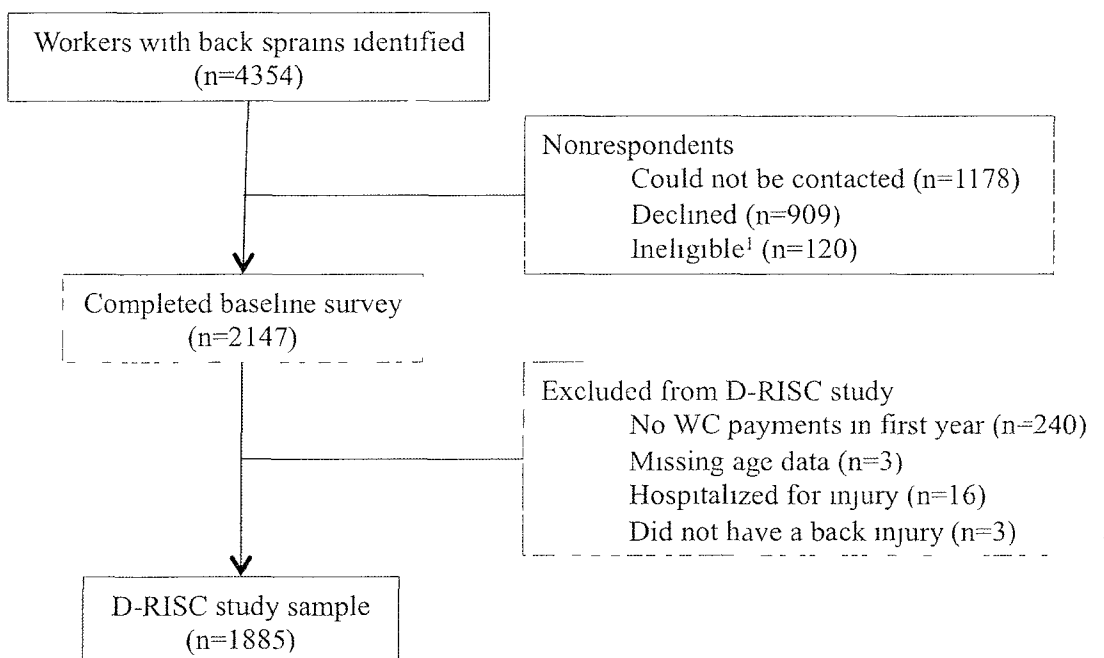 Workers with back sprains identified
(n=4354)
Nonrespondents
Could not be contacted (n=1178)
Declined (n=909)
Ineligible¹ (n=120)
Completed baseline survey
(n=2147)
Excluded from D-RISC study
No WC payments in first year (n=240)
Missing age data (n=3)
Hospitalized for injury (n=16)
Did not have a back injury (n=3)
D-RISC study sample
(n=1885)